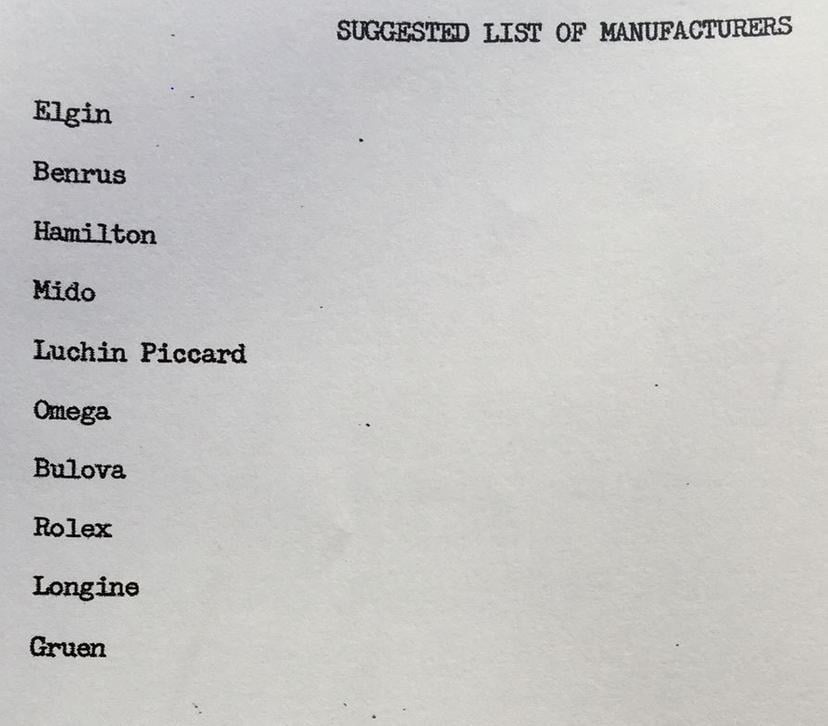 SUGGESTED LIST OF MANUFACTURERS
Elgin
Benrus
Hamilton
Mido
Luchin Piccard
Omega
Bulova
Rolex
Longine
Gruen